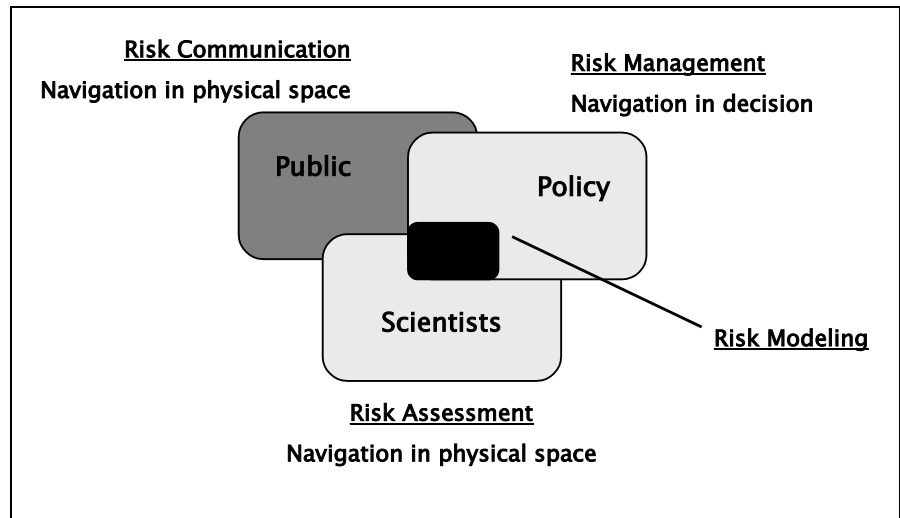 Risk Communication
Navigation in physical space
Risk Management
Navigation in decision
Public
Policy
Scientists
Risk Modeling
Risk Assessment
Navigation in physical space